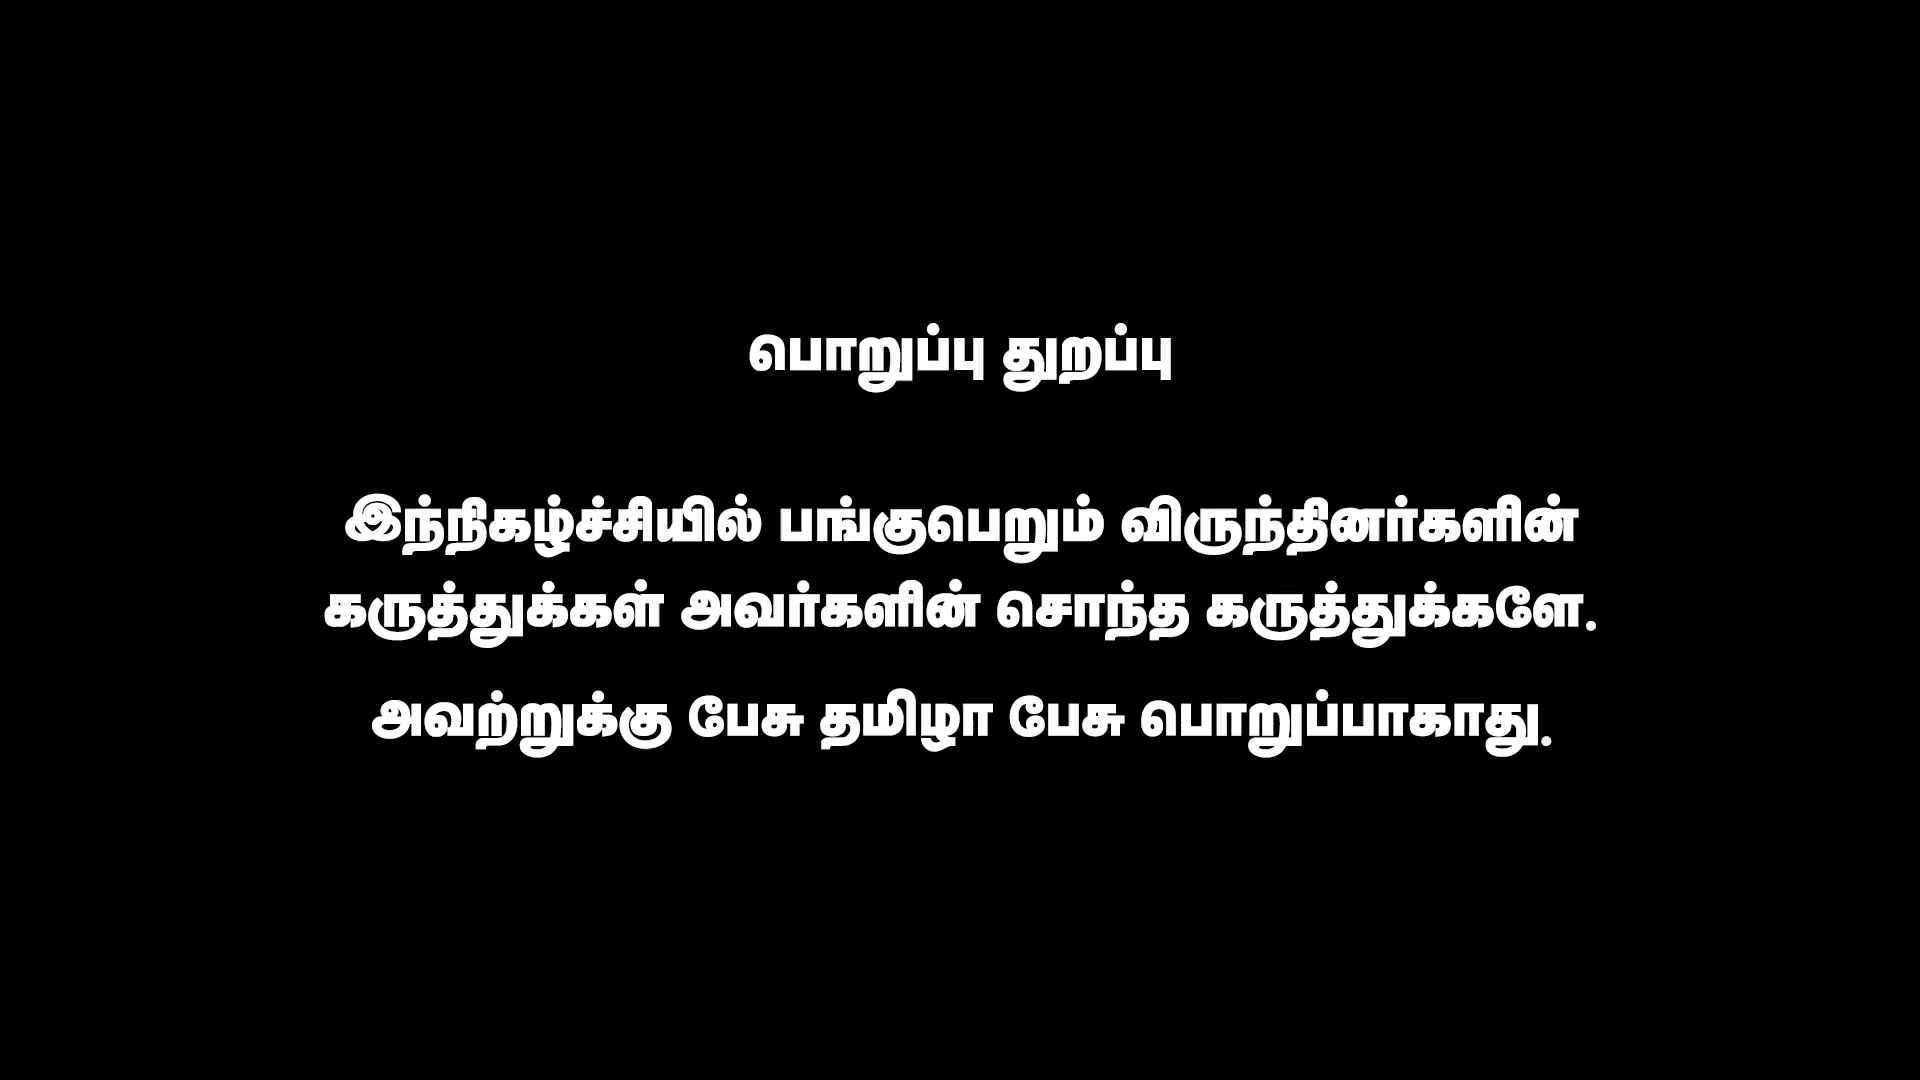 பொறுப்பு துறப்பு
இந்நிகழ்ச்சியில் பங்குபெறும் விருந்தினர்களின்
கருத்துக்கள் அவர்களின் சொந்த கருத்துக்களே.
அவற்றுக்கு பேசு தமிழா பேசு பொறுப்பாகாது.